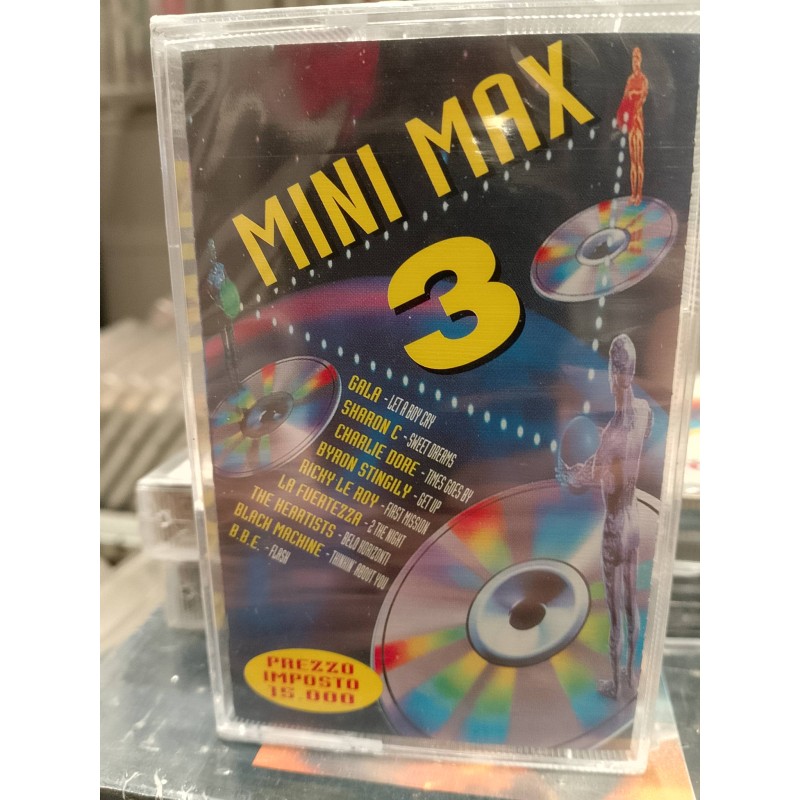 MINI MAX
3
GALA - LET A BOY CRY
SHARON C - SWEET DREAMS
CHARLIE DORE - TIMES GOES BY
BYRON STINGILY - GET UP
RICKY LE ROY - FIRST MISSION
LA FUERTEZZA - 2 THE NIGHT
THE HEARTISTS - BELO HORIZONTI
BLACK MACHINE - THINKIN' ABOUT YOU
B.B.E. - FLASH
PREZZO
IMPOSTO
15.000